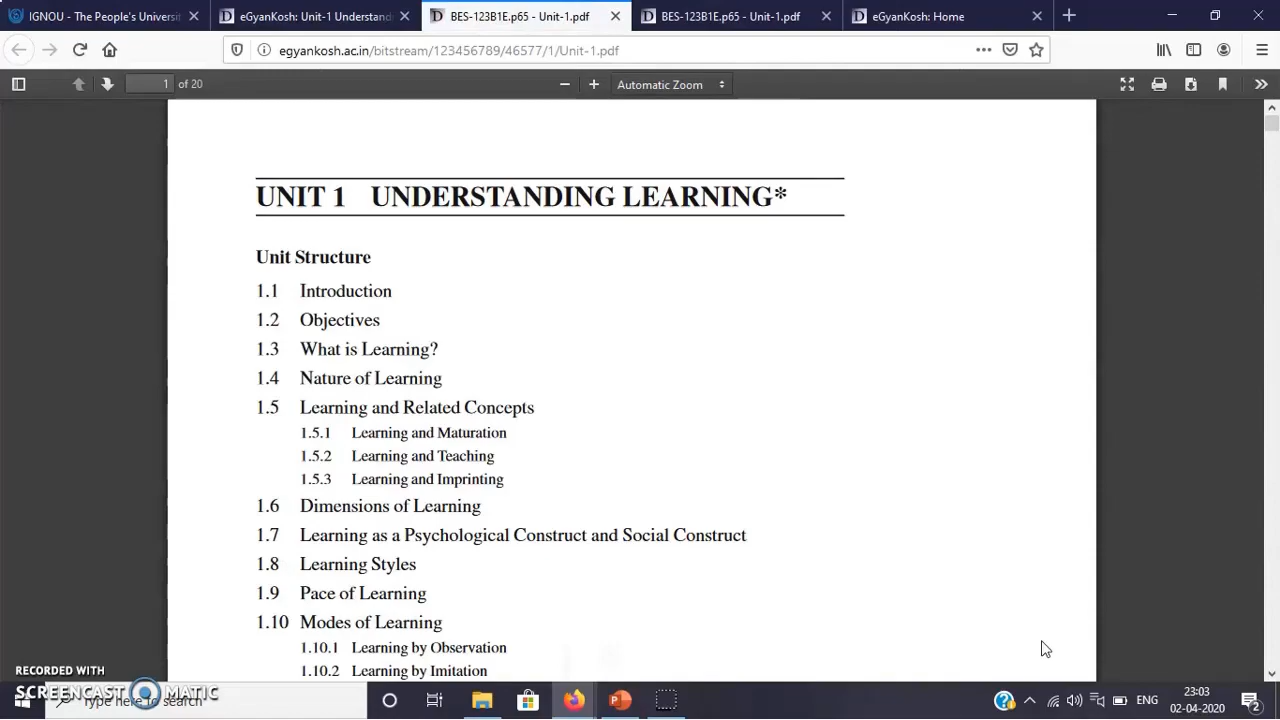 IGNOU - The People's Universit
eGyanKosh: Unit-1 Understandi
BES-123B1E.p65 - Unit-1.pdf
BES-123B1E.p65 - Unit-1.pdf
eGyanKosh: Home
egyankosh.ac.in/bitstream/123456789/46577/1/Unit-1.pdf
1 of 20
Automatic Zoom
UNIT 1 UNDERSTANDING LEARNING*
Unit Structure
1.1 Introduction
1.2 Objectives
1.3 What is Learning?
1.4 Nature of Learning
1.5 Learning and Related Concepts
1.5.1 Learning and Maturation
1.5.2 Learning and Teaching
1.5.3 Learning and Imprinting
1.6 Dimensions of Learning
1.7 Learning as a Psychological Construct and Social Construct
1.8 Learning Styles
1.9 Pace of Learning
1.10 Modes of Learning
1.10.1 Learning by Observation
1.10.2 Learning by Imitation
RECORDED WITH
SCREENCAST MATIC
Type here to search
ENG
23:03
02-04-2020
2